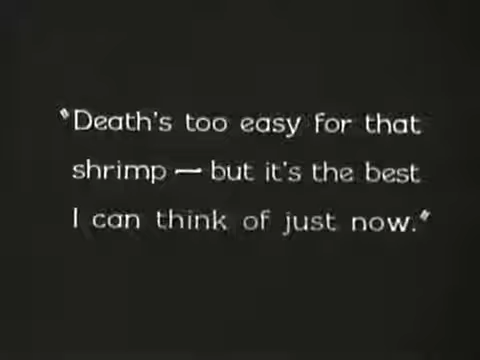 "Death's too easy for that
shrimp — but it's the best
I can think of just now."